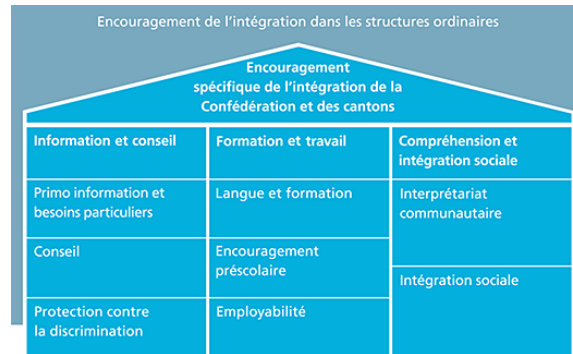 Encouragement de l'intégration dans les structures ordinaires
Encouragement
spécifique de l'intégration de la
Confédération et des cantons
Information et conseil
Formation et travail
Compréhension et
intégration sociale
Primo information et
besoins particuliers
Langue et formation
Interprétariat
communautaire
Conseil
Encouragement
préscolaire
Intégration sociale
Protection contre
la discrimination
Employabilité